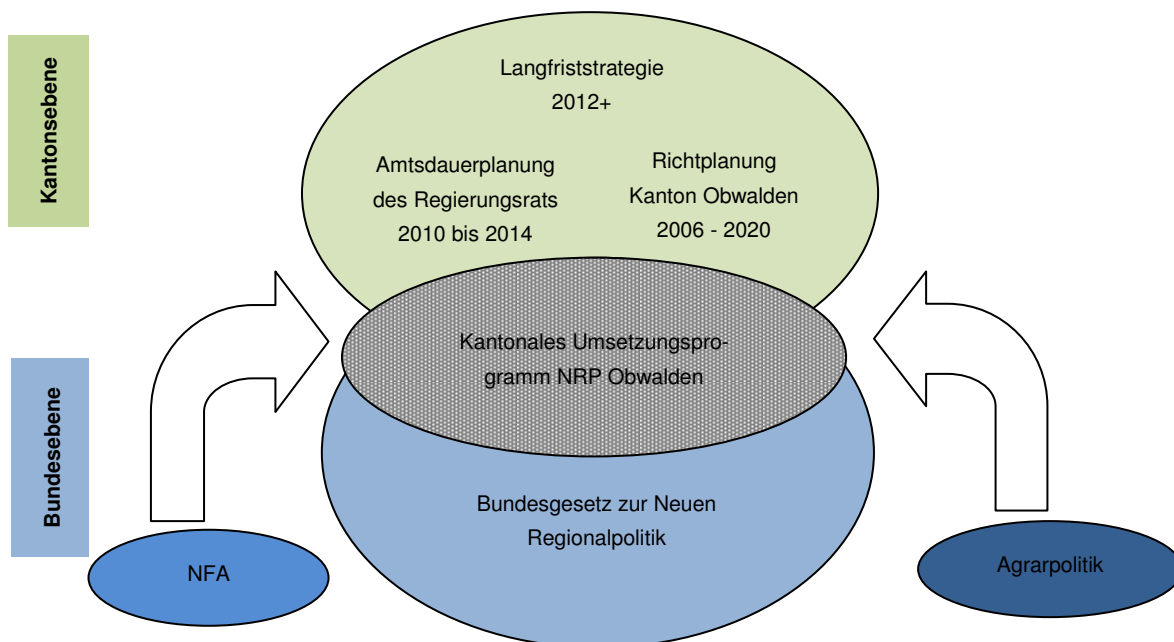 Kantonsebene
Langfriststrategie
2012+
Amtsdauerplanung
des Regierungsrats
2010 bis 2014
Richtplanung
Kanton Obwalden
2006 - 2020
Kantonales Umsetzungspro-
gramm NRP Obwalden
Bundesebene
Bundesgesetz zur Neuen
Regionalpolitik
NFA
Agrarpolitik